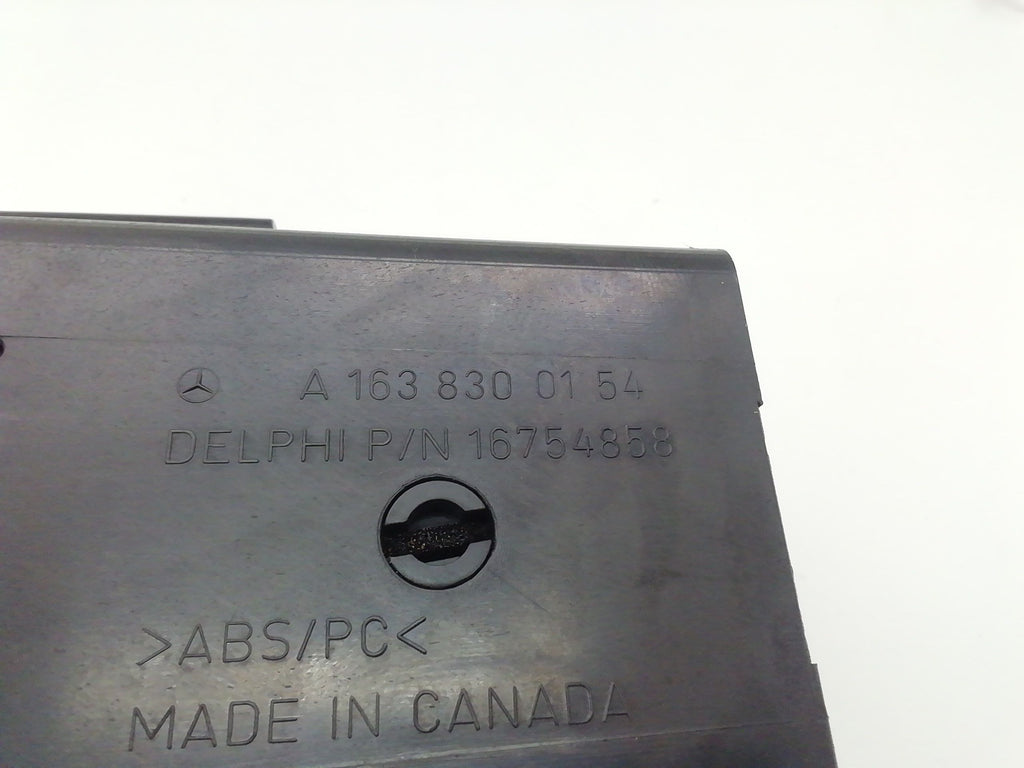 A 163 830 01 54
DELPHI P/N 16754858
>ABS/PC<
MADE IN CANADA